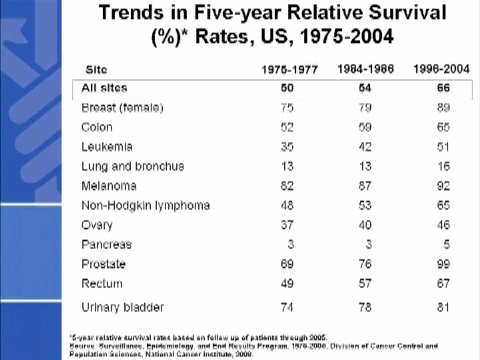 Trends in Five-year Relative Survival
(%)* Rates, US, 1975-2004
Site 1975-1977 1984-1986 1996-2004
All sites 50 54 66
Breast (female) 75 79 89
Colon 52 59 65
Leukemia 35 42 51
Lung and bronchus 13 13 16
Melanoma 82 87 92
Non-Hodgkin lymphoma 48 53 65
Ovary 37 40 46
Pancreas 3 3 5
Prostate 69 76 99
Rectum 49 57 67
Urinary bladder 74 78 81
*5-year relative survival rates based on follow up of patients through 2005.
Source: Surveillance, Epidemiology, and End Results Program, 1975-2005, Division of Cancer Control and
Population Sciences, National Cancer Institute, 2009.